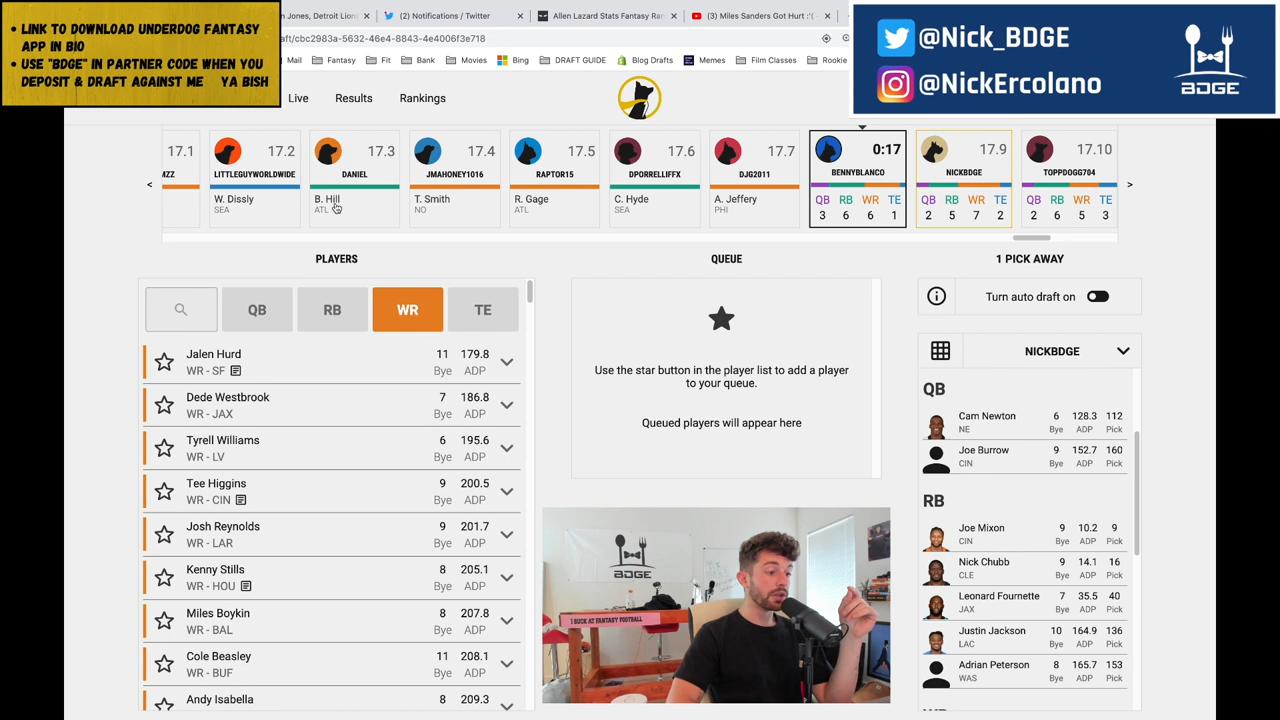 • LINK TO DOWNLOAD UNDERDOG FANTASY
APP IN BIO
• USE "BDGE" IN PARTNER CODE WHEN YOU
DEPOSIT & DRAFT AGAINST ME YA BISH
n Jones, Detroit Lion
(2) Notifications / Twitter
Allen Lazard Stats Fantasy Ran
(3) Miles Sanders Got Hurt :'(
aft/cbc2983a-5632-46e4-8843-4e4006f3e718
Mail
Fantasy
Fit
Bank
Movies
Bing
DRAFT GUIDE
Blog Drafts
Memes
Film Classes
Rookie
@Nick_BDGE
@NickErcolano
BDGE
Live
Results
Rankings
17.1
MZZ
17.2
LITTLEGUYWORLDWIDE
W. Dissly
SEA
17.3
DANIEL
B. Hill
ATL
17.4
JMAHONEY1016
T. Smith
NO
17.5
RAPTOR15
R. Gage
ATL
17.6
DPORRELLIFFX
C. Hyde
SEA
17.7
DJG2011
A. Jeffery
PHI
0:17
BENNYBLANCO
QB RB WR TE
3 6 6 1
17.9
NICKBDGE
QB RB WR TE
2 5 7 2
17.10
TOPPDOGG704
QB RB WR TE
2 6 5 3
<
>
PLAYERS
QB
RB
WR
TE
Jalen Hurd 11 179.8
WR - SF Bye ADP
Dede Westbrook 7 186.8
WR - JAX Bye ADP
Tyrell Williams 6 195.6
WR - LV Bye ADP
Tee Higgins 9 200.5
WR - CIN Bye ADP
Josh Reynolds 9 201.7
WR - LAR Bye ADP
Kenny Stills 8 205.1
WR - HOU Bye ADP
Miles Boykin 8 207.8
WR - BAL Bye ADP
Cole Beasley 11 208.1
WR - BUF Bye ADP
Andy Isabella 8 209.3
QUEUE
Use the star button in the player list to add a player
to your queue.
Queued players will appear here
BDGE
I SUCK AT FANTASY FOOTBALL
1 PICK AWAY
Turn auto draft on
NICKBDGE
QB
Cam Newton 6 128.3 112
NE Bye ADP Pick
Joe Burrow 9 152.7 160
CIN Bye ADP Pick
RB
Joe Mixon 9 10.2 9
CIN Bye ADP Pick
Nick Chubb 9 14.1 16
CLE Bye ADP Pick
Leonard Fournette 7 35.5 40
JAX Bye ADP Pick
Justin Jackson 10 164.9 136
LAC Bye ADP Pick
Adrian Peterson 8 165.7 153
WAS Bye ADP Pick